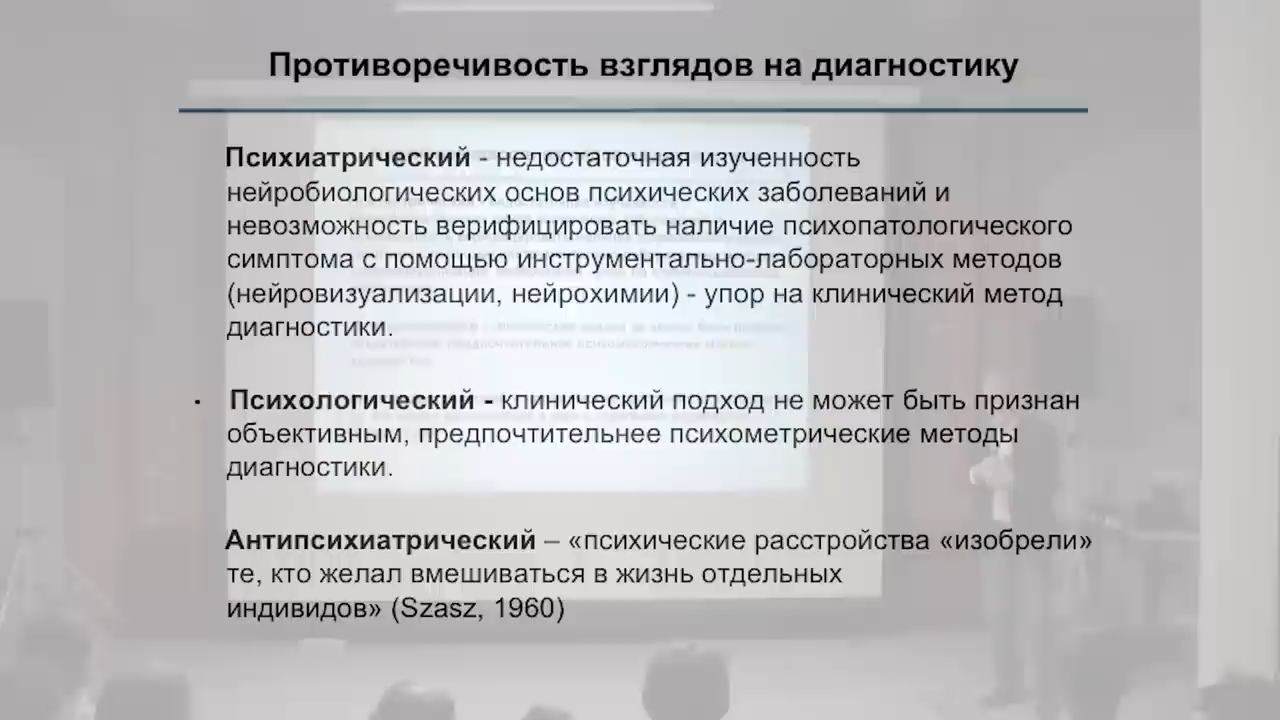 Противоречивость взглядов на диагностику
Психиатрический - недостаточная изученность
нейробиологических основ психических заболеваний и
невозможность верифицировать наличие психопатологического
симптома с помощью инструментально-лабораторных методов
(нейровизуализации, нейрохимии) - упор на клинический метод
диагностики.
· Психологический - клинический подход не может быть признан
объективным, предпочтительнее психометрические методы
диагностики.
Антипсихиатрический – «психические расстройства «изобрели»
те, кто желал вмешиваться в жизнь отдельных
индивидов» (Szasz, 1960)